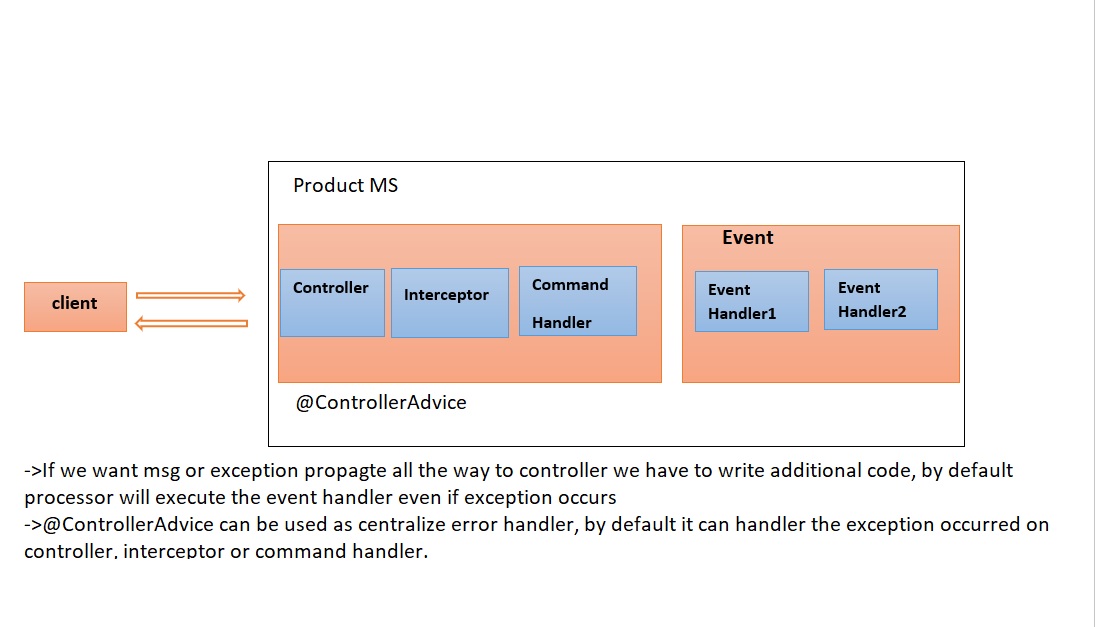 Product MS
Event
client
Controller
Interceptor
Command
Handler
Event
Handler1
Event
Handler2
@ControllerAdvice
->If we want msg or exception propagte all the way to controller we have to write additional code, by default
processor will execute the event handler even if exception occurs
->@ControllerAdvice can be used as centralize error handler, by default it can handler the exception occurred on
controller, interceptor or command handler.